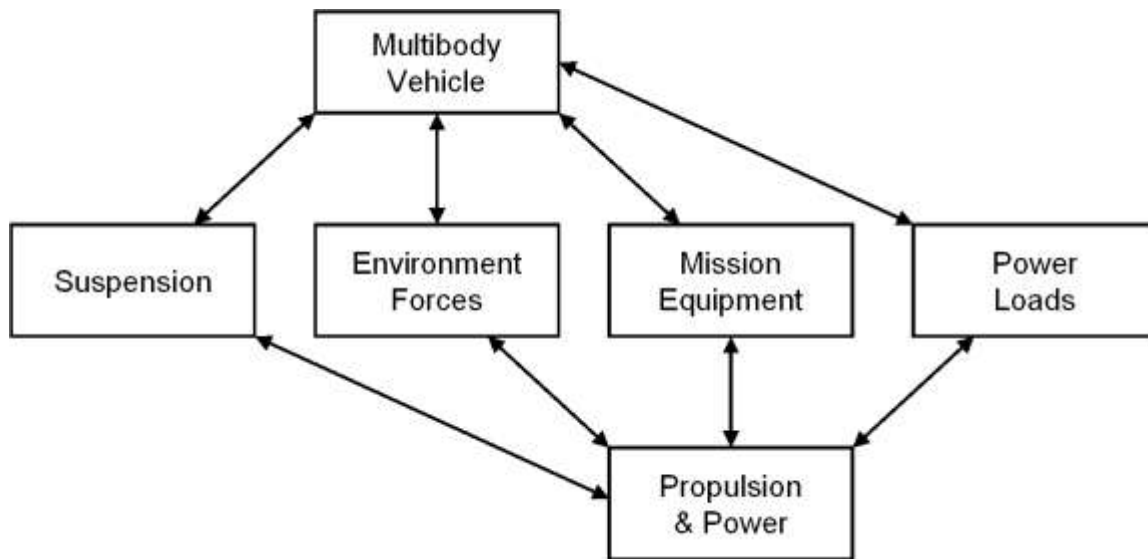 Multibody
Vehicle
Suspension
Environment
Forces
Mission
Equipment
Power
Loads
Propulsion
& Power